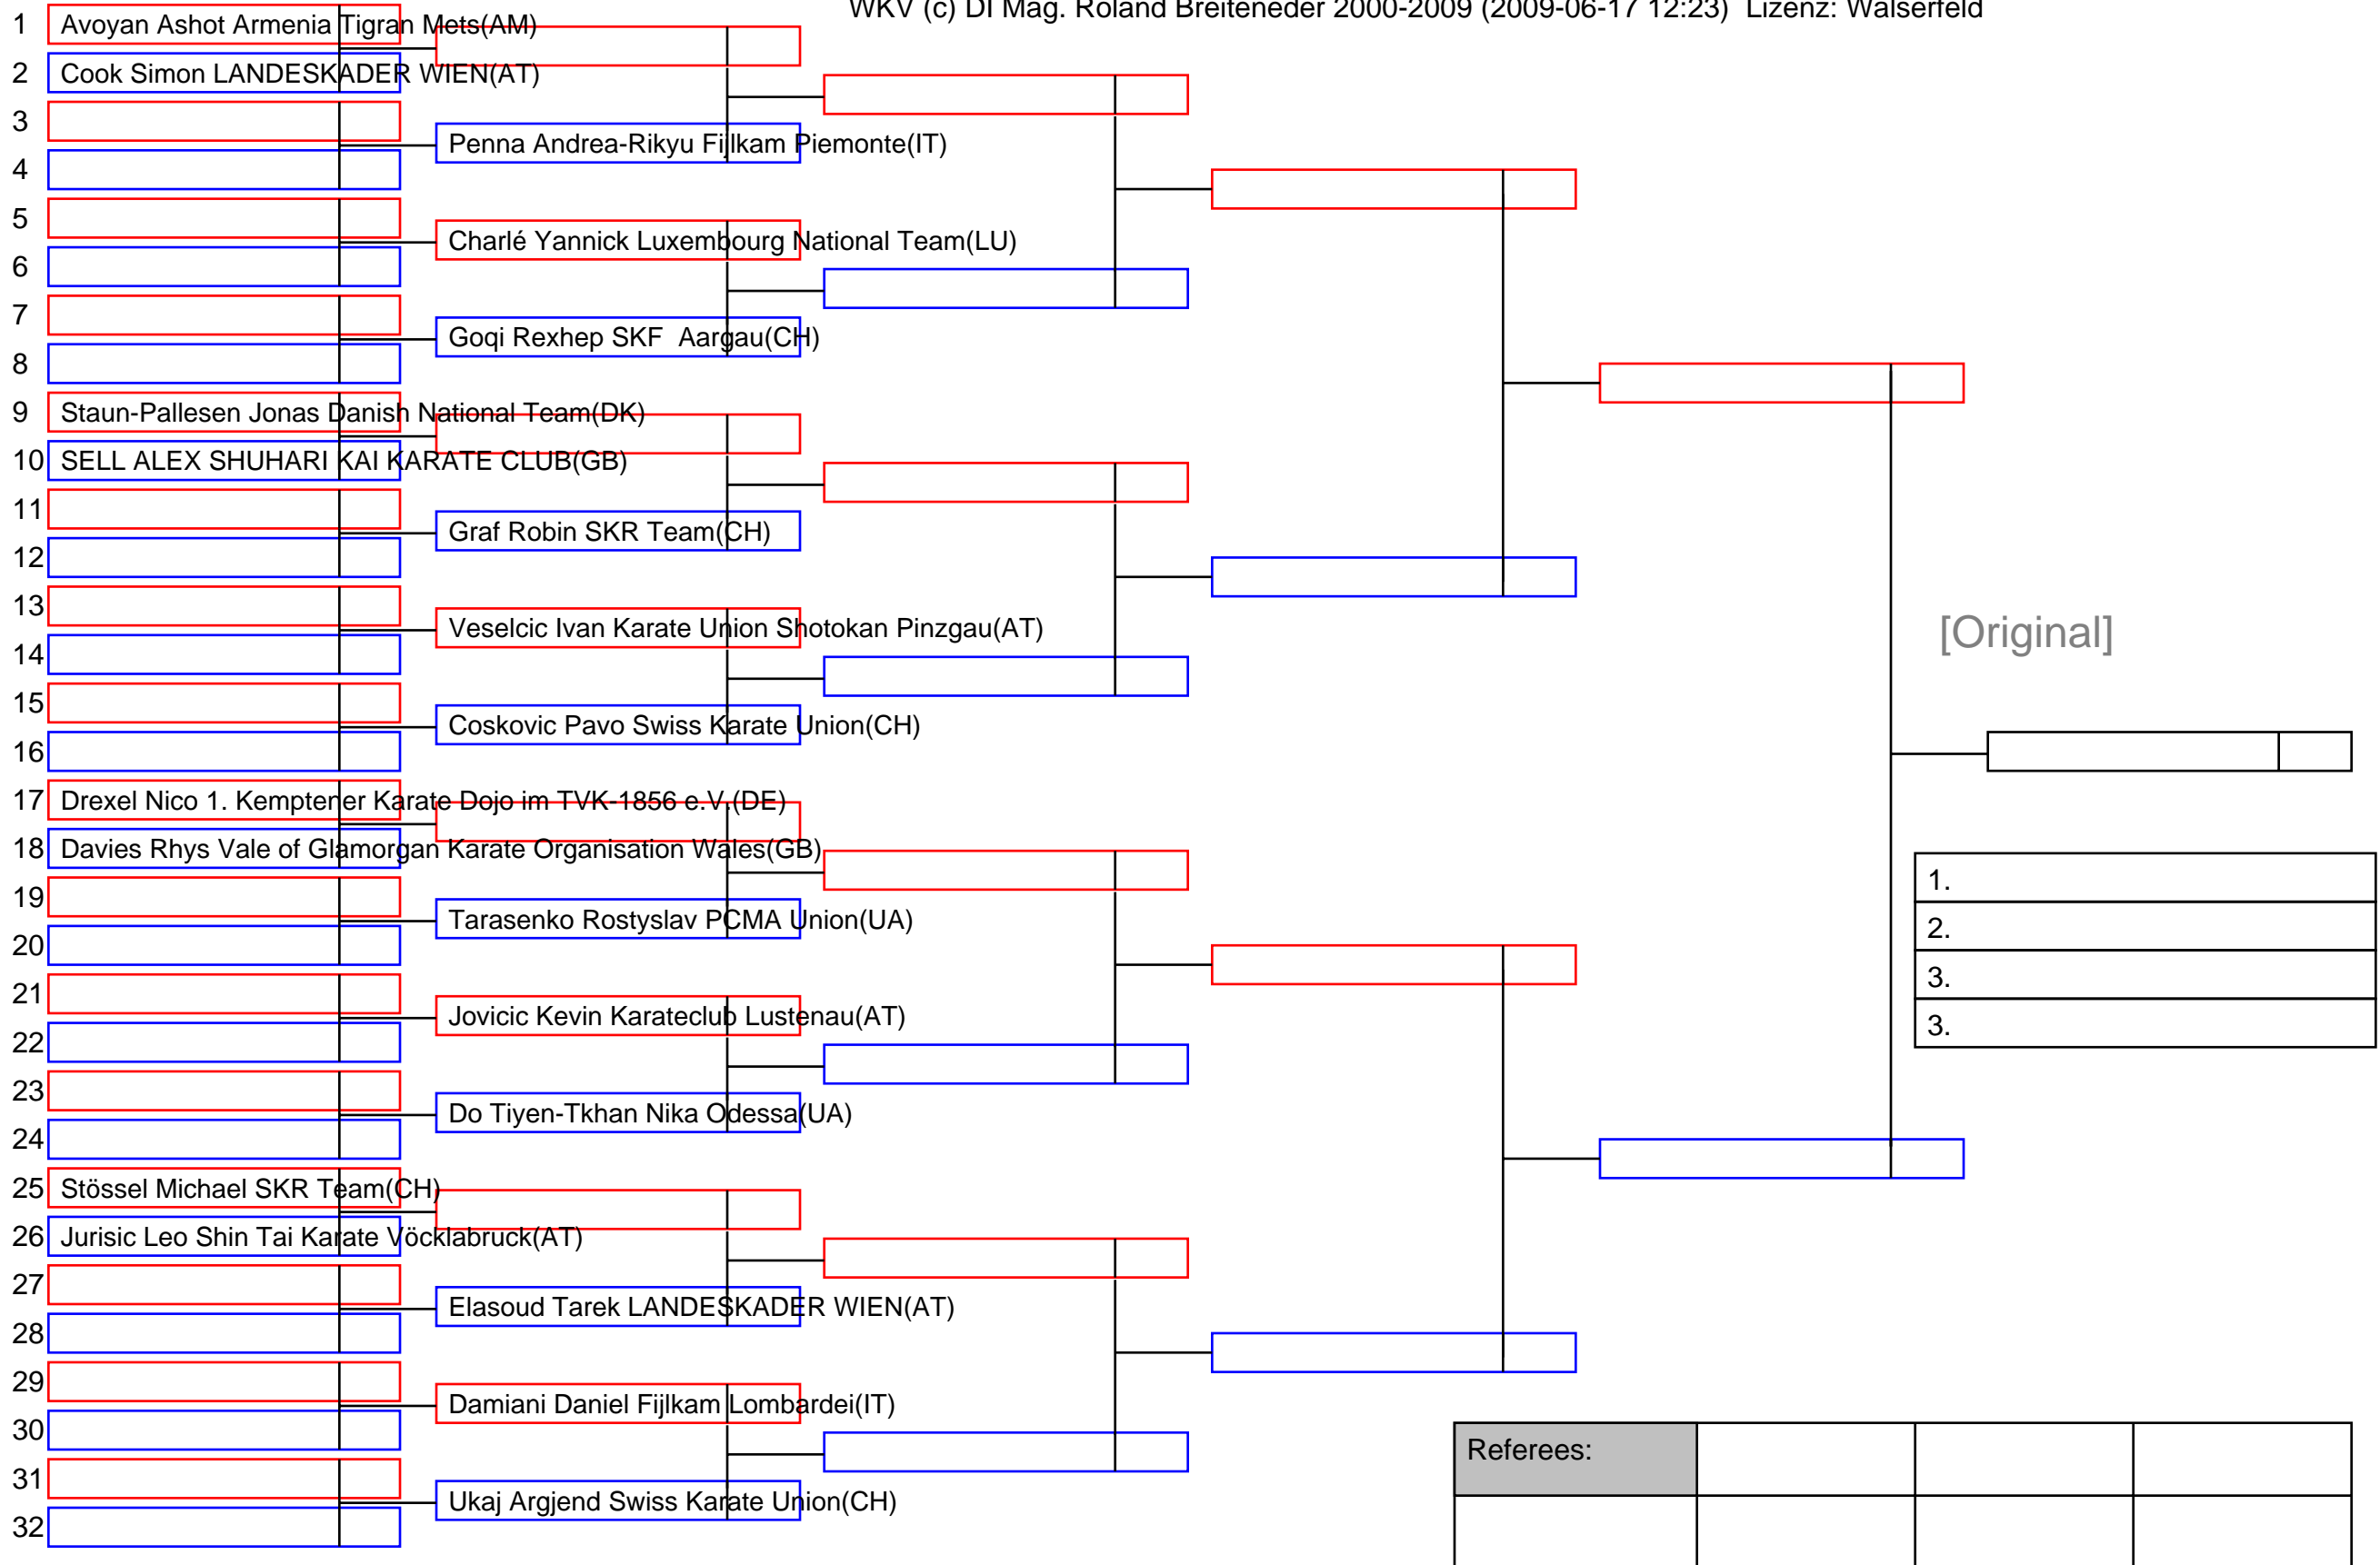 WKV (c) DI Mag. Roland Breiteneder 2000-2009 (2009-06-17 12:23)  Lizenz: Walserfeld
1 Avoyan Ashot Armenia Tigran Mets(AM)
2 Cook Simon LANDESKADER WIEN(AT)
3
Penna Andrea-Rikyu Fijlkam Piemonte(IT)
4
5
Charlé Yannick Luxembourg National Team(LU)
6
7
Goqi Rexhep SKF  Aargau(CH)
8
9 Staun-Pallesen Jonas Danish National Team(DK)
10 SELL ALEX SHUHARI KAI KARATE CLUB(GB)
11
Graf Robin SKR Team(CH)
12
13
Veselcic Ivan Karate Union Shotokan Pinzgau(AT)
[Original]
14
15
Coskovic Pavo Swiss Karate Union(CH)
16
17 Drexel Nico 1. Kemptener Karate Dojo im TVK-1856 e.V.(DE)
18 Davies Rhys Vale of Glamorgan Karate Organisation Wales(GB)
19
Tarasenko Rostyslav PCMA Union(UA)
20
21
Jovicic Kevin Karateclub Lustenau(AT)
22
23
Do Tiyen-Tkhan Nika Odessa(UA)
24
1.
2.
3.
3.
25 Stössel Michael SKR Team(CH)
26 Jurisic Leo Shin Tai Karate Vöcklabruck(AT)
27
Elasoud Tarek LANDESKADER WIEN(AT)
28
29
Damiani Daniel Fijlkam Lombardei(IT)
30
31
Ukaj Argjend Swiss Karate Union(CH)
32
Referees: